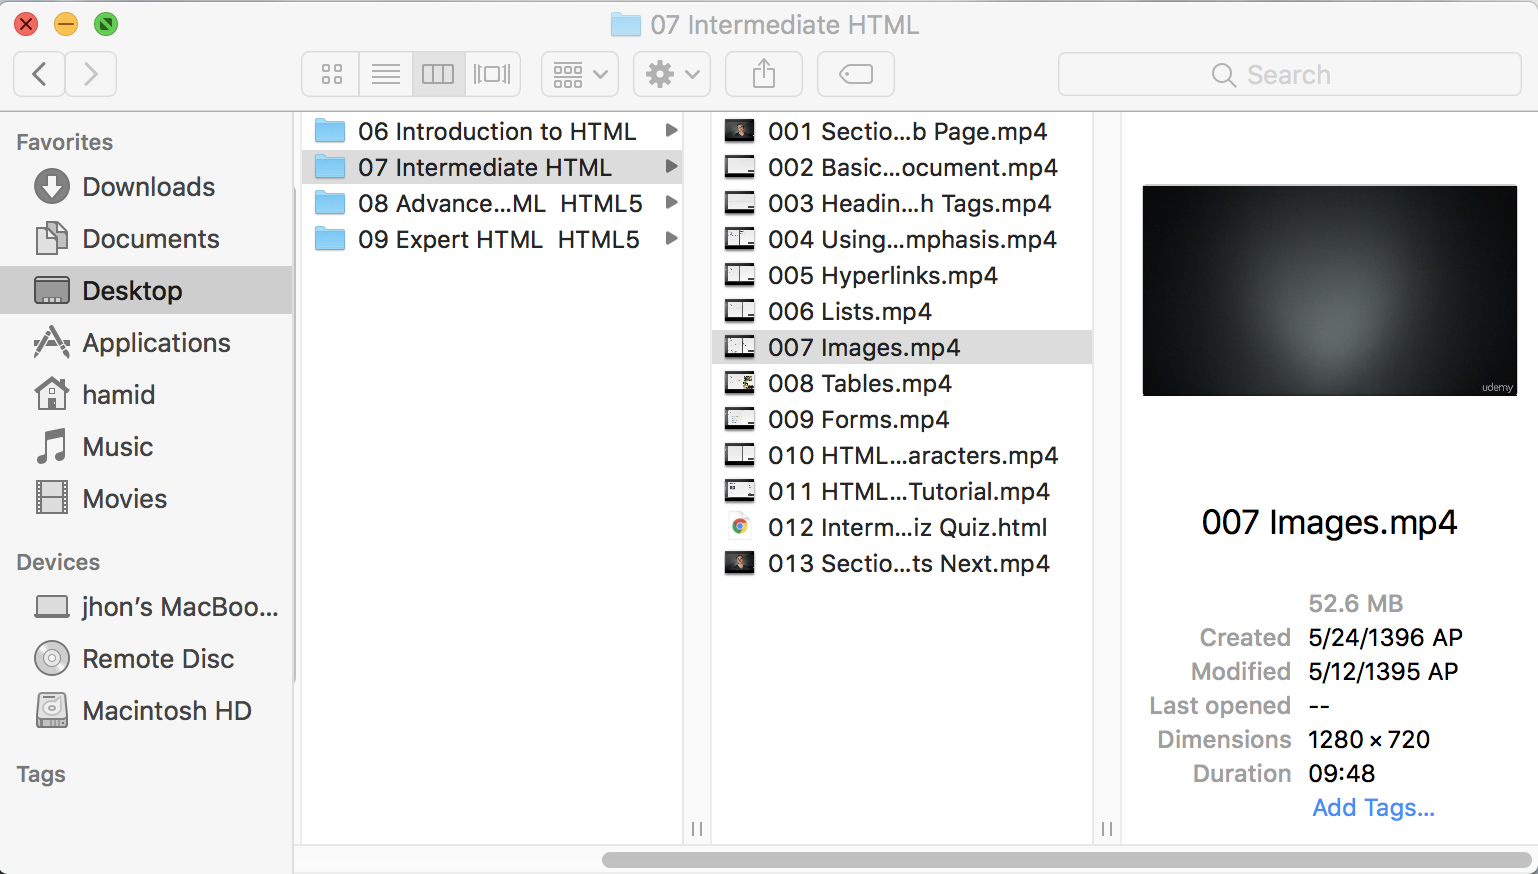 07 Intermediate HTML
Search
Favorites
Downloads
Documents
Desktop
Applications
hamid
Music
Movies
Devices
jhon’s MacBoo...
Remote Disc
Macintosh HD
Tags
06 Introduction to HTML
07 Intermediate HTML
08 Advance...ML  HTML5
09 Expert HTML  HTML5
001 Sectio...b Page.mp4
002 Basic...ocument.mp4
003 Headin...h Tags.mp4
004 Using...mphasis.mp4
005 Hyperlinks.mp4
006 Lists.mp4
007 Images.mp4
008 Tables.mp4
009 Forms.mp4
010 HTML...aracters.mp4
011 HTML...Tutorial.mp4
012 Interm...iz Quiz.html
013 Sectio...ts Next.mp4
udemy
007 Images.mp4
52.6 MB
Created 5/24/1396 AP
Modified 5/12/1395 AP
Last opened --
Dimensions 1280 × 720
Duration 09:48
Add Tags...